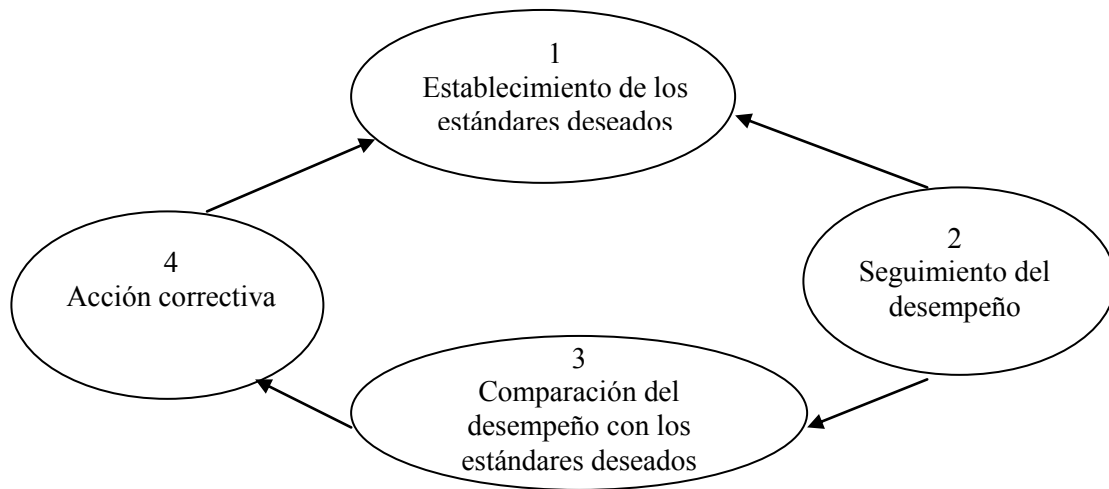 1
Establecimiento de los
estándares deseados
2
Seguimiento del
desempeño
3
Comparación del
desempeño con los
estándares deseados
4
Acción correctiva